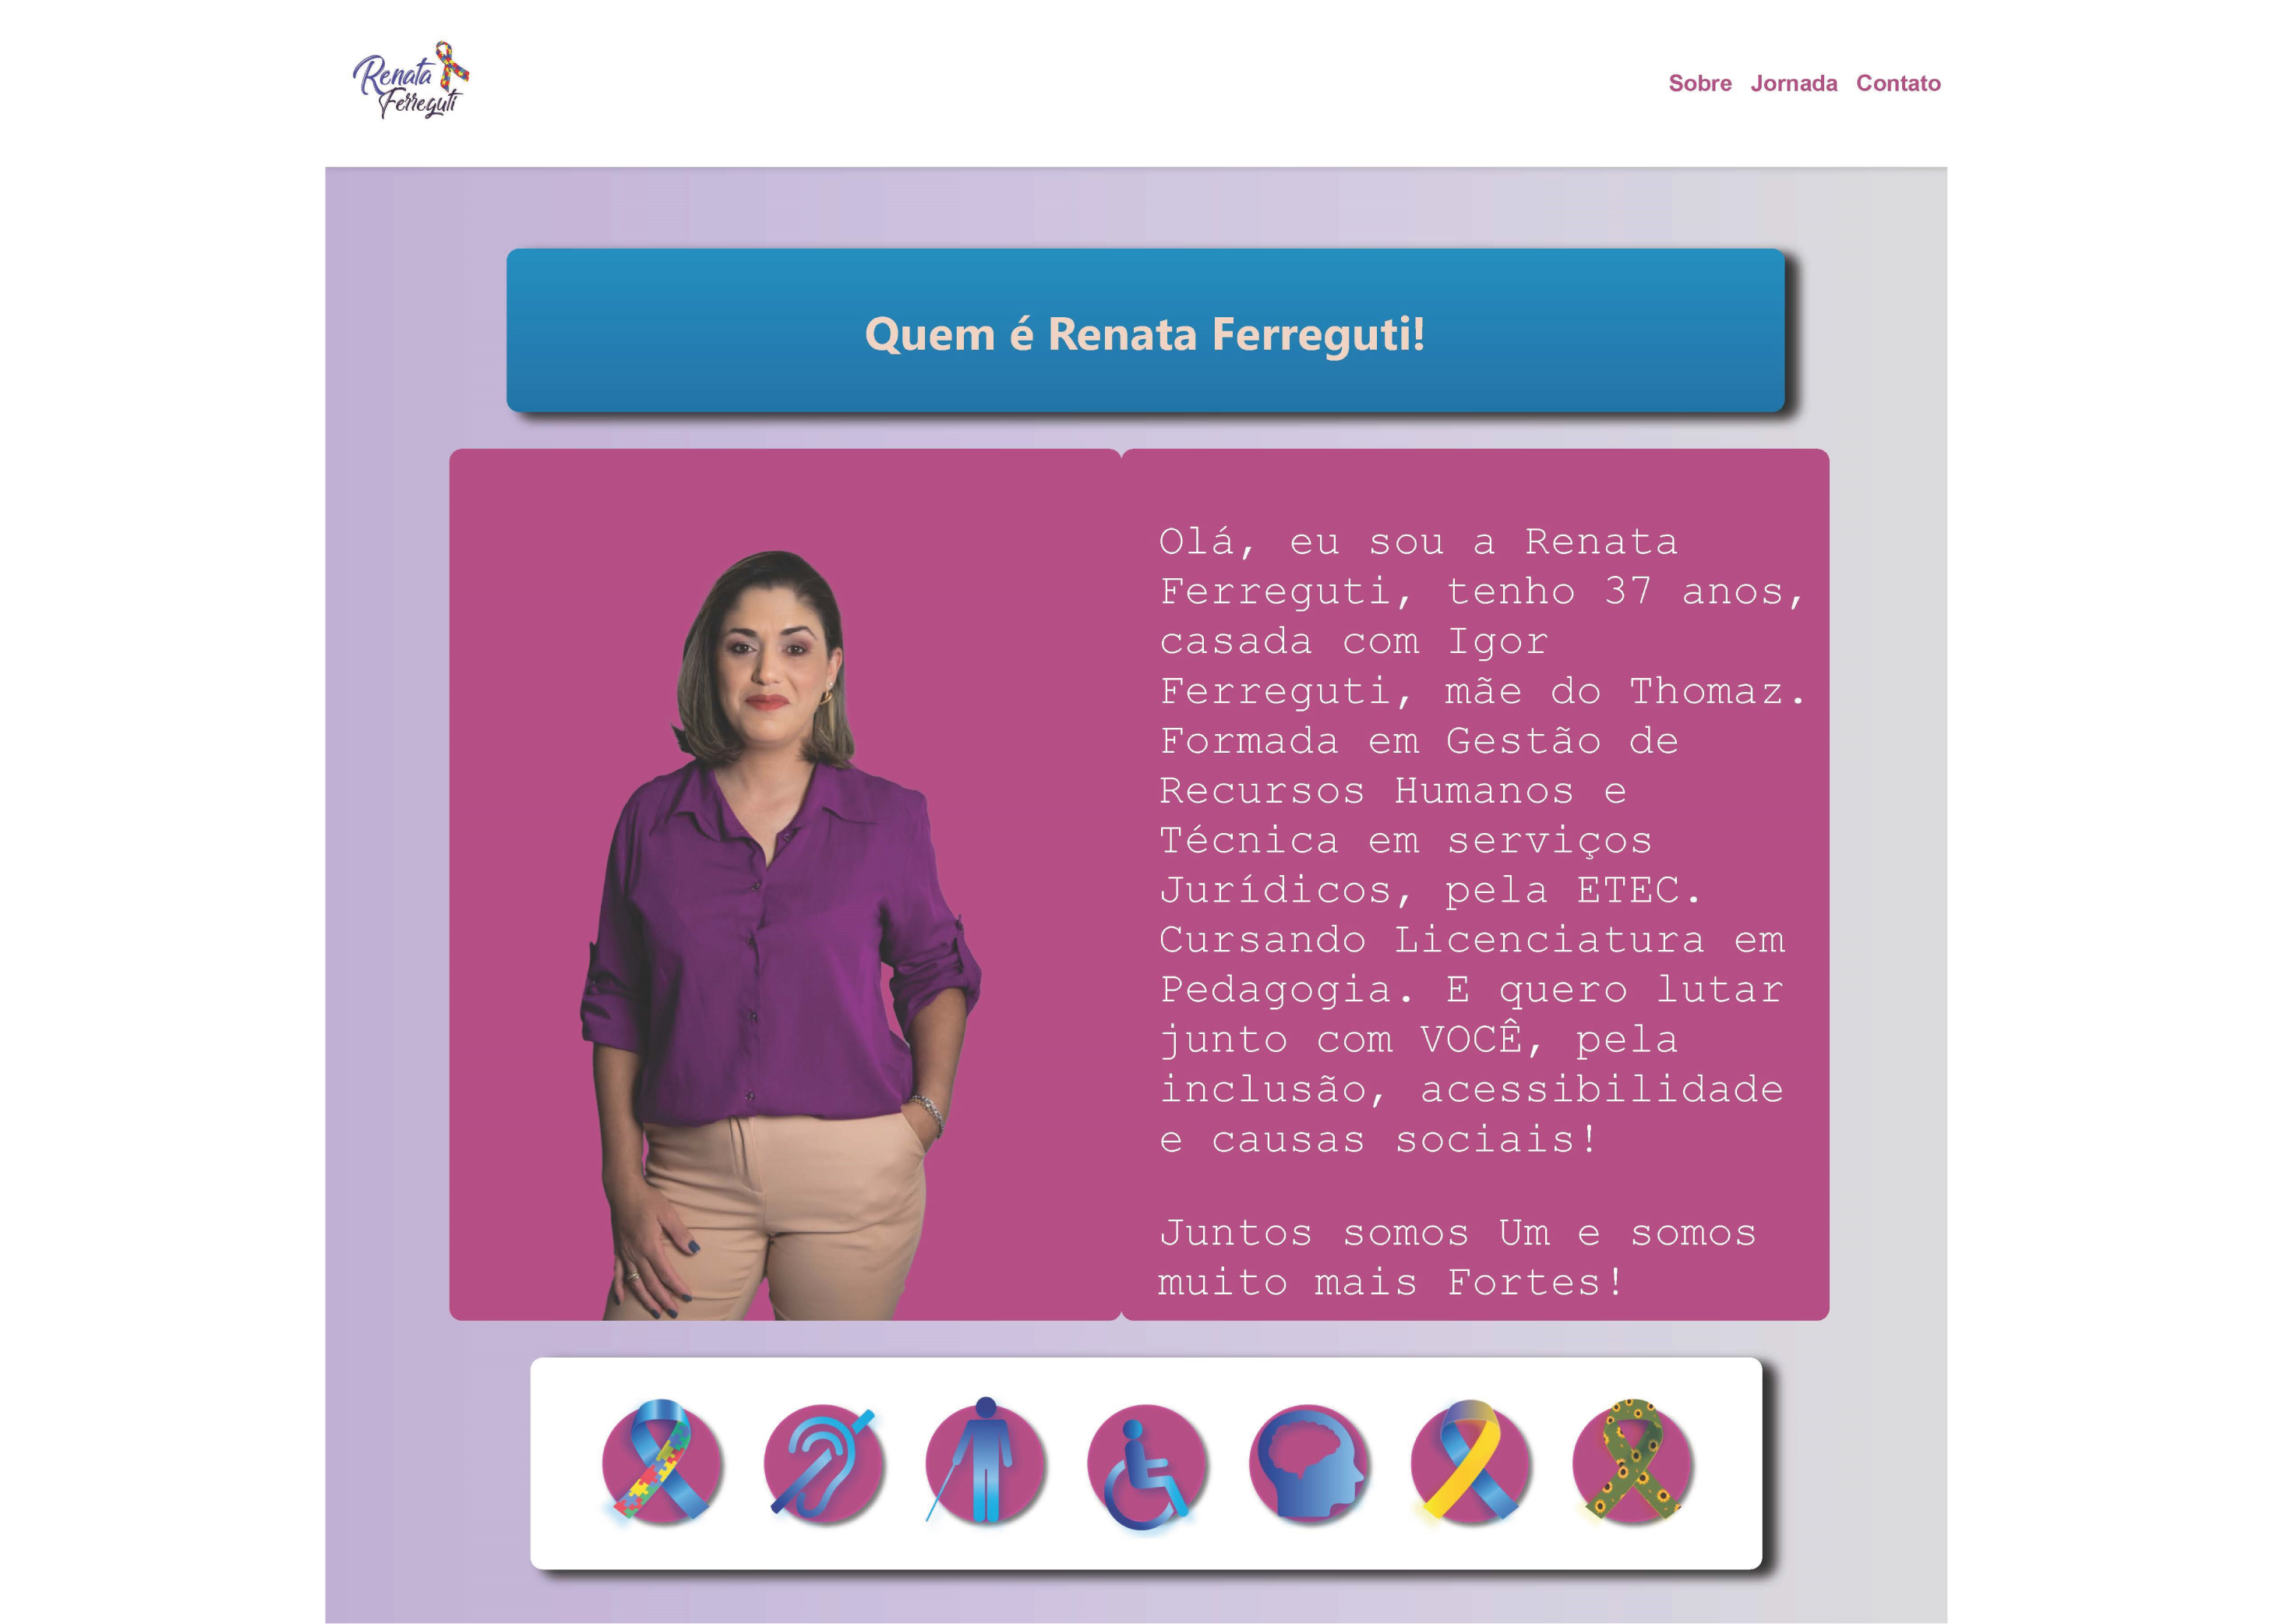 Renata
Ferreguti
Sobre Jornada Contato
Quem é Renata Ferreguti!
Olá, eu sou a Renata
Ferreguti, tenho 37 anos,
casada com Igor
Ferreguti, mãe do Thomaz.
Formada em Gestão de
Recursos Humanos e
Técnica em serviços
Jurídicos, pela ETEC.
Cursando Licenciatura em
Pedagogia. E quero lutar
junto com VOCÊ, pela
inclusão, acessibilidade
e causas sociais!
Juntos somos Um e somos
muito mais Fortes!